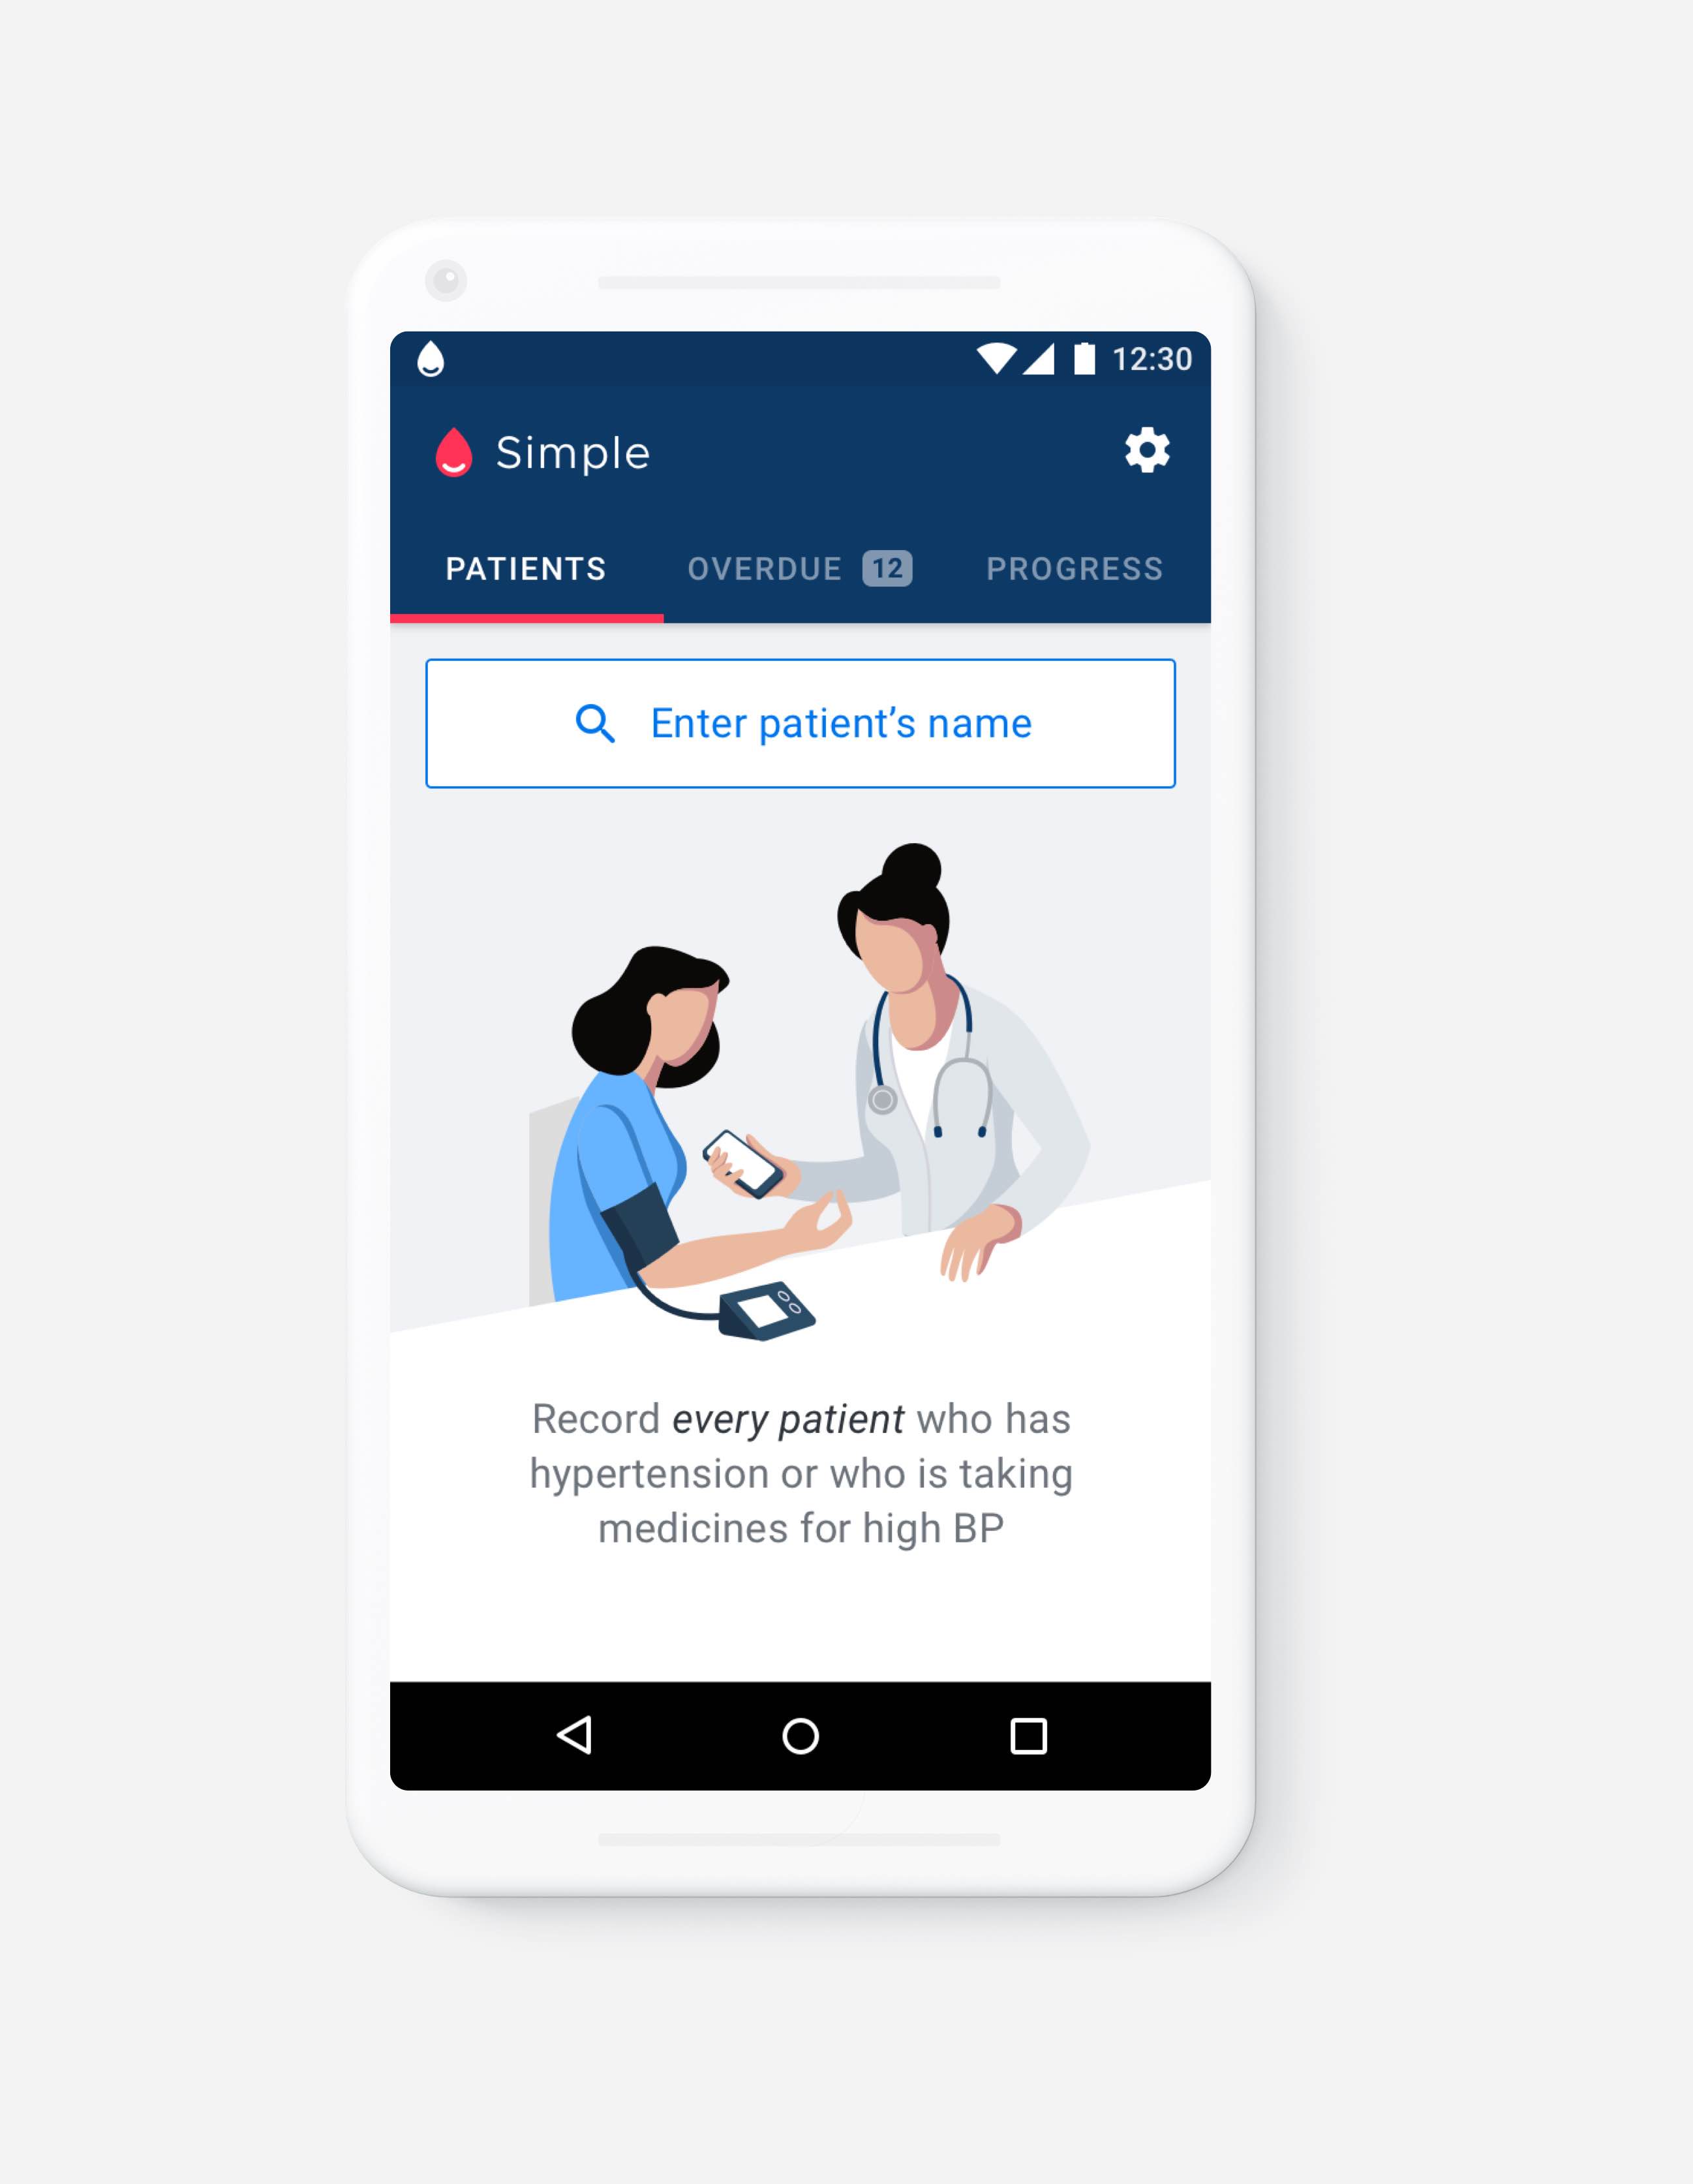 12:30
Simple
PATIENTS OVERDUE 12 PROGRESS
Enter patient’s name
Record every patient who has
hypertension or who is taking
medicines for high BP